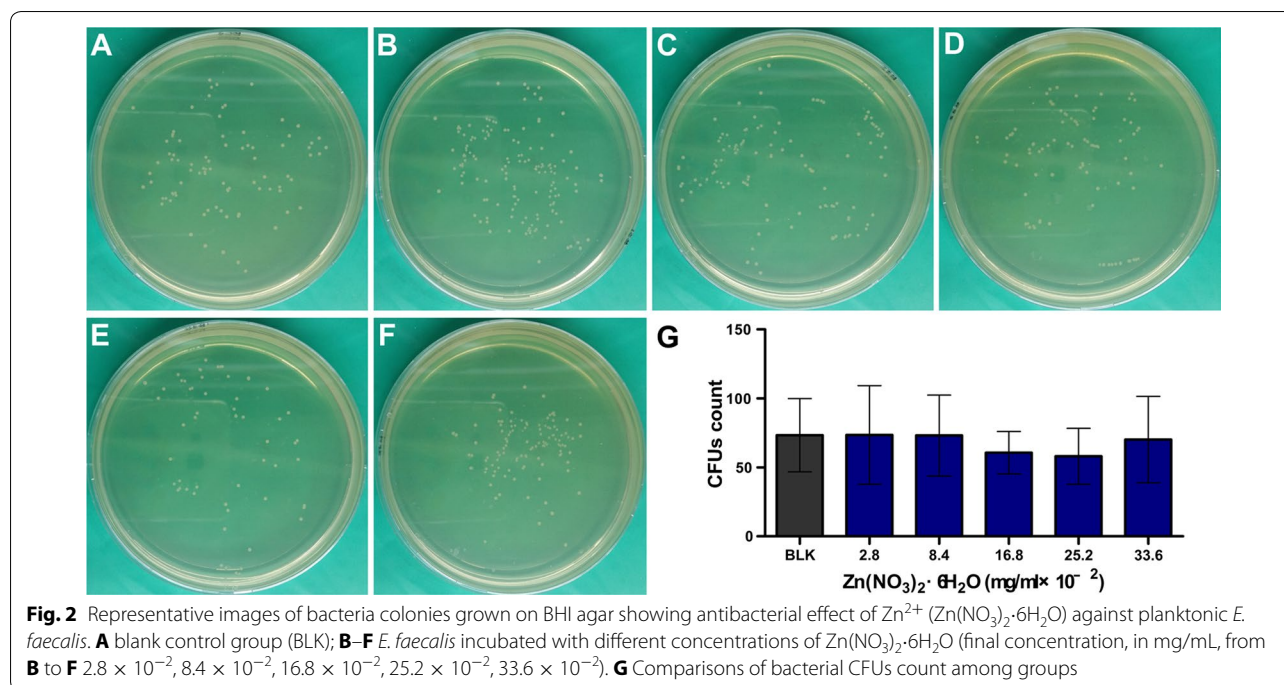 A
B
C
D
E
F
G
150
100
50
0
CFUs count
BLK 2.8 8.4 16.8 25.2 33.6
Zn(NO3)2· 6H2O (mg/ml× 10⁻ ²)
Fig. 2 Representative images of bacteria colonies grown on BHI agar showing antibacterial effect of Zn²⁺ (Zn(NO₃)₂·6H₂O) against planktonic E.
faecalis. A blank control group (BLK); B–F E. faecalis incubated with different concentrations of Zn(NO₃)₂·6H₂O (final concentration, in mg/mL, from
B to F 2.8 × 10⁻², 8.4 × 10⁻², 16.8 × 10⁻², 25.2 × 10⁻², 33.6 × 10⁻²). G Comparisons of bacterial CFUs count among groups